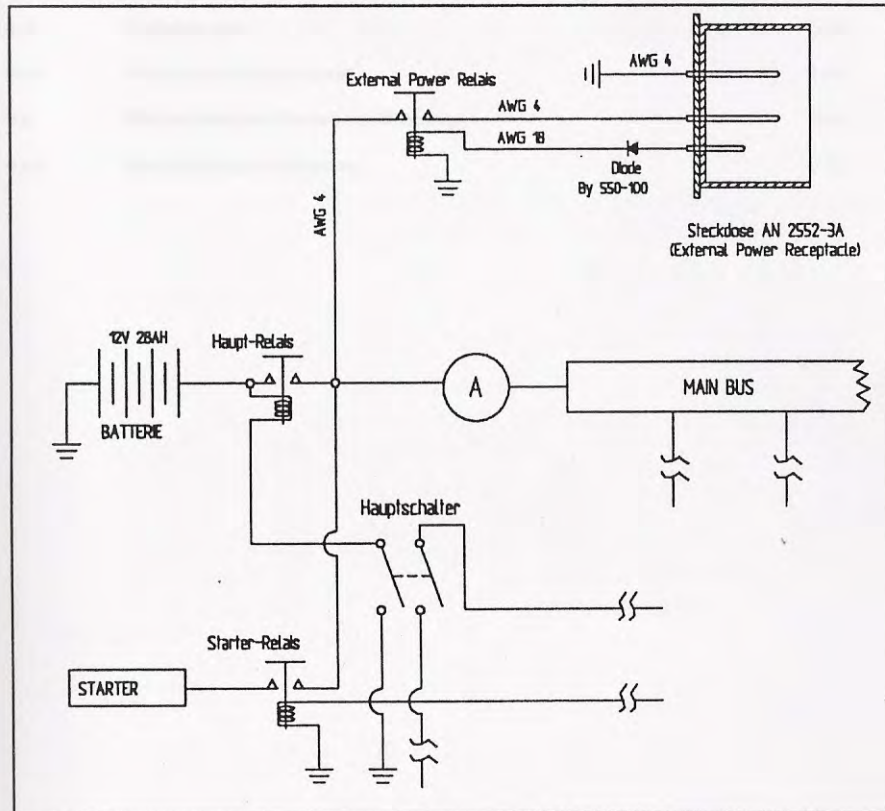 AWG 4
External Power Relais
AWG 4
AWG 18
Diode
By 550-100
AWG 4
Steckdose AN 2552-3A
(External Power Receptacle)
12V 28AH
Haupt-Relais
A
MAIN BUS
BATTERIE
Hauptschalter
Starter-Relais
STARTER